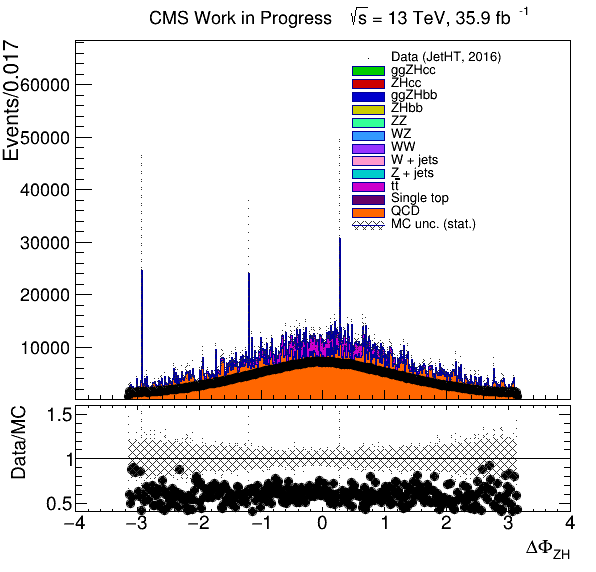 CMS Work in Progress √s = 13 TeV, 35.9 fb⁻¹
Events/0.017
60000
50000
40000
30000
20000
10000
Data (JetHT, 2016)
ggZHcc
ZHcc
ggZHbb
ZHbb
ZZ
WZ
WW
W + jets
Z + jets
tt̄
Single top
QCD
MC unc. (stat.)
Data/MC
1.5
1
0.5
−4 −3 −2 −1 0 1 2 3 4
ΔΦZH